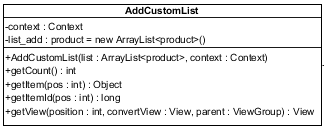 AddCustomList
-context : Context
-list_add : product = new ArrayList<product>()
+AddCustomList(list : ArrayList<product>, context : Context)
+getCount() : int
+getItem(pos : int) : Object
+getItemId(pos : int) : long
+getView(position : int, convertView : View, parent : ViewGroup) : View